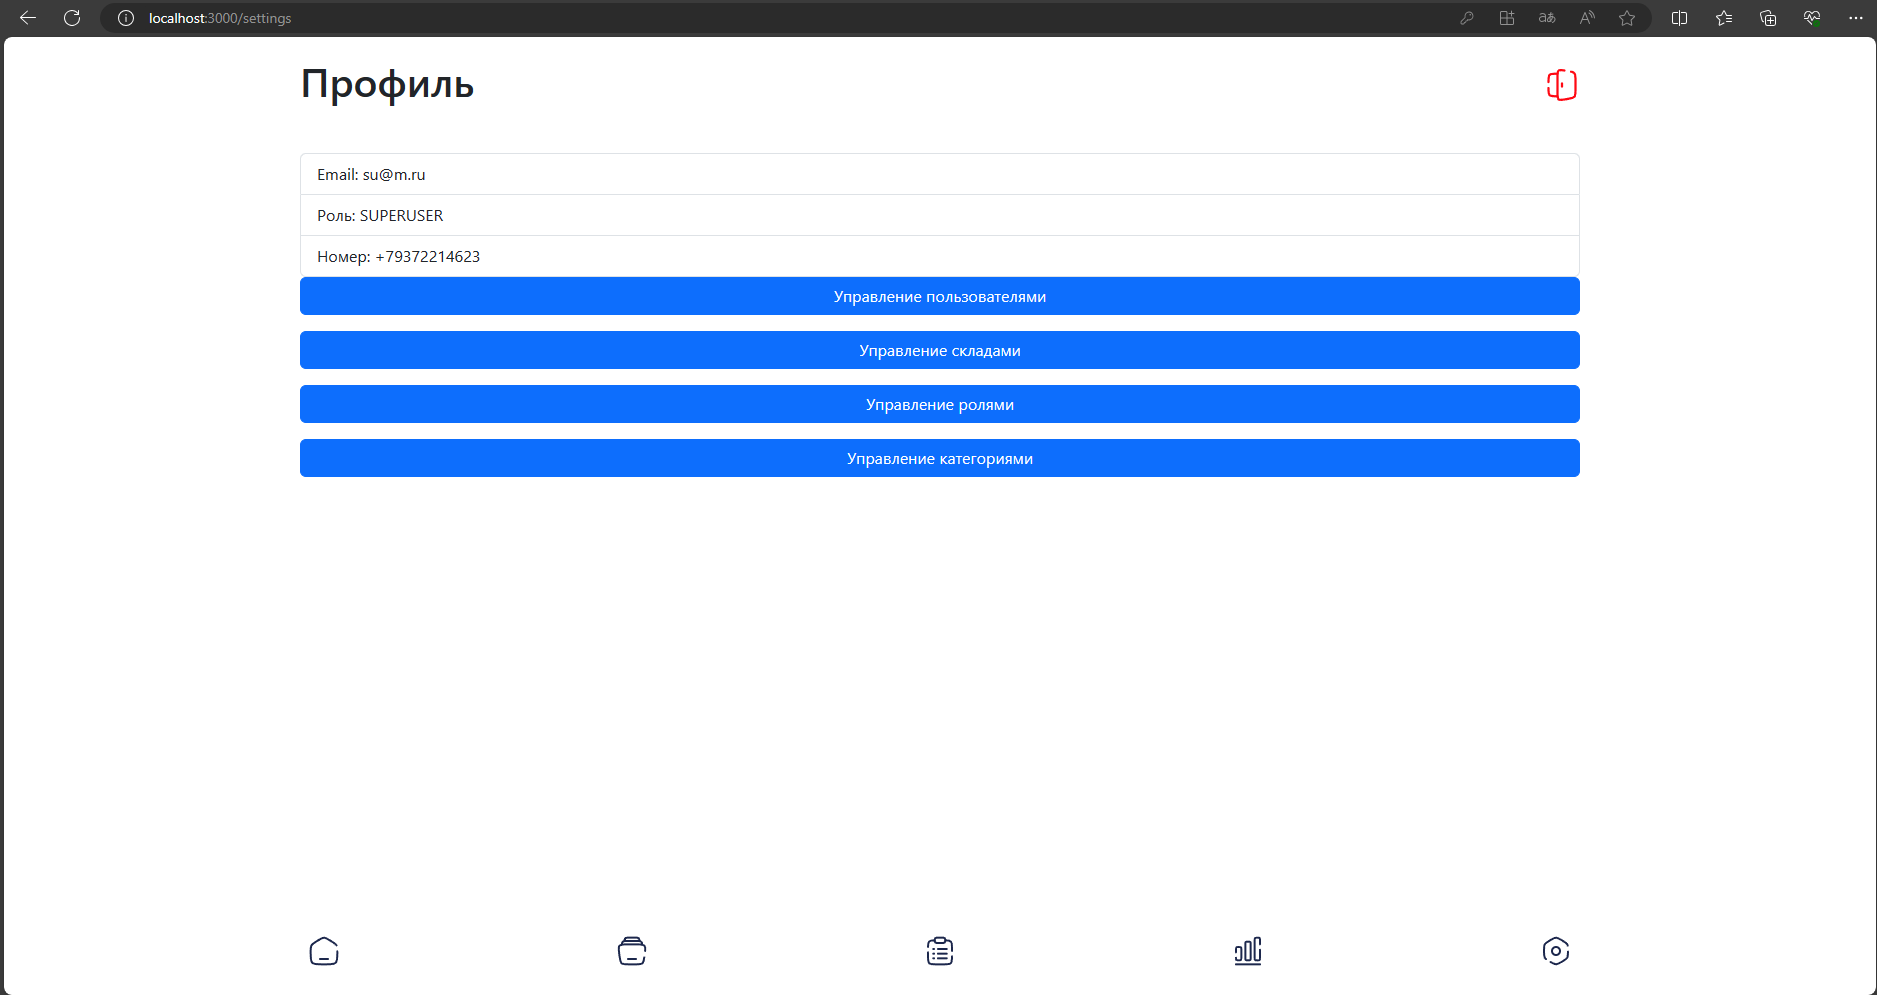 localhost:3000/settings
Профиль
Email: su@m.ru
Роль: SUPERUSER
Номер: +79372214623
Управление пользователями
Управление складами
Управление ролями
Управление категориями